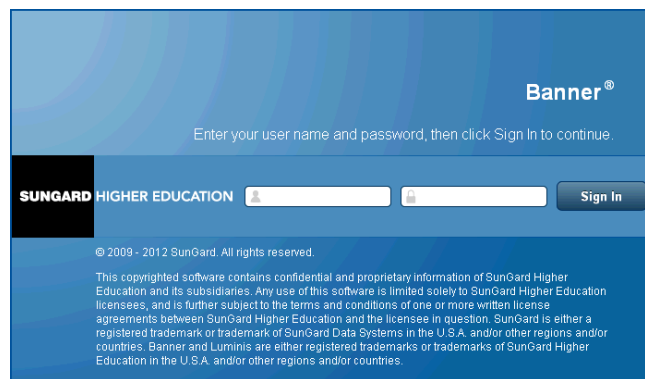 Banner®
Enter your user name and password, then click Sign In to continue.
SUNGARD HIGHER EDUCATION
Sign In
© 2009 - 2012 SunGard. All rights reserved.
This copyrighted software contains confidential and proprietary information of SunGard Higher
Education and its subsidiaries. Any use of this software is limited solely to SunGard Higher Education
licensees, and is further subject to the terms and conditions of one or more written license
agreements between SunGard Higher Education and the licensee in question. SunGard is either a
registered trademark or trademark of SunGard Data Systems in the U.S.A. and/or other regions and/or
countries. Banner and Luminis are either registered trademarks or trademarks of SunGard Higher
Education in the U.S.A. and/or other regions and/or countries.